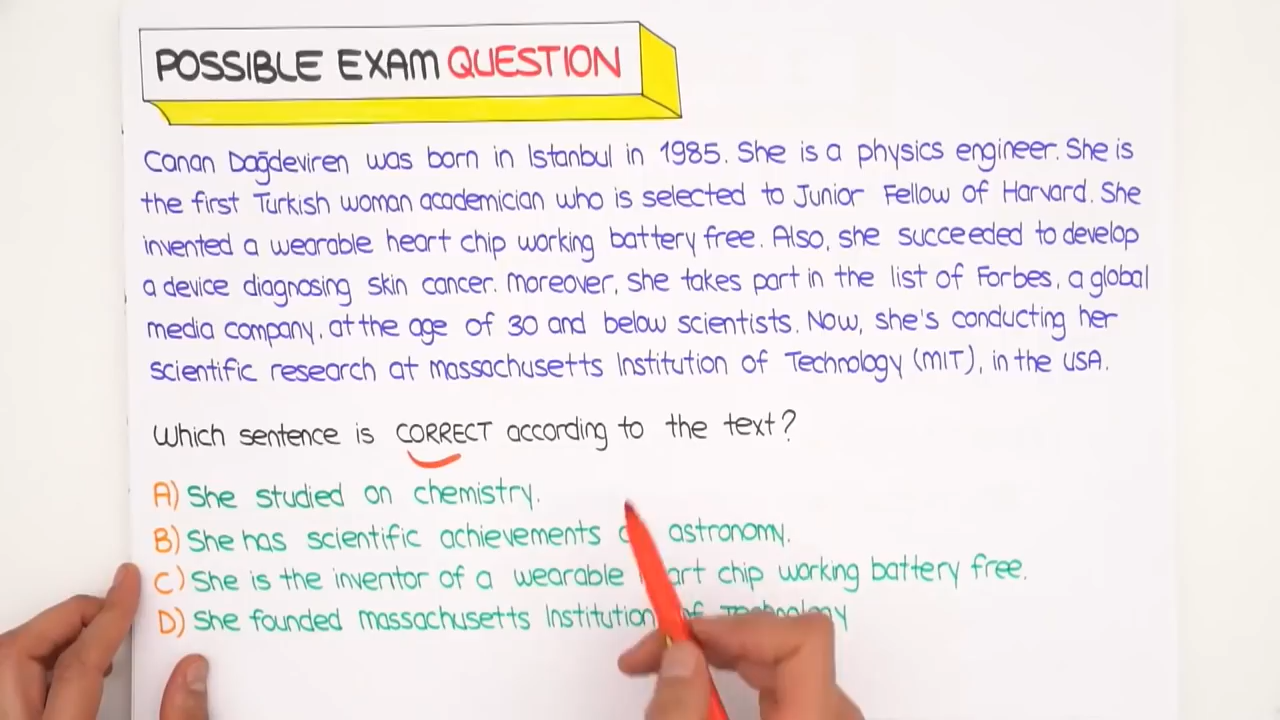 POSSIBLE EXAM QUESTION
Canan Dağdeviren was born in Istanbul in 1985. She is a physics engineer. She is
the first Turkish woman academician who is selected to Junior Fellow of Harvard. She
invented a wearable heart chip working battery free. Also, she succeeded to develop
a device diagnosing skin cancer. Moreover, she takes part in the list of Forbes, a global
media company, at the age of 30 and below scientists. Now, she's conducting her
scientific research at Massachusetts Institution of Technology (MIT), in the USA.
Which sentence is CORRECT according to the text?
A) She studied on chemistry.
B) She has scientific achievements astronomy.
C) She is the inventor of a wearable chip working battery free.
D) She founded Massachusetts Institution of Technology